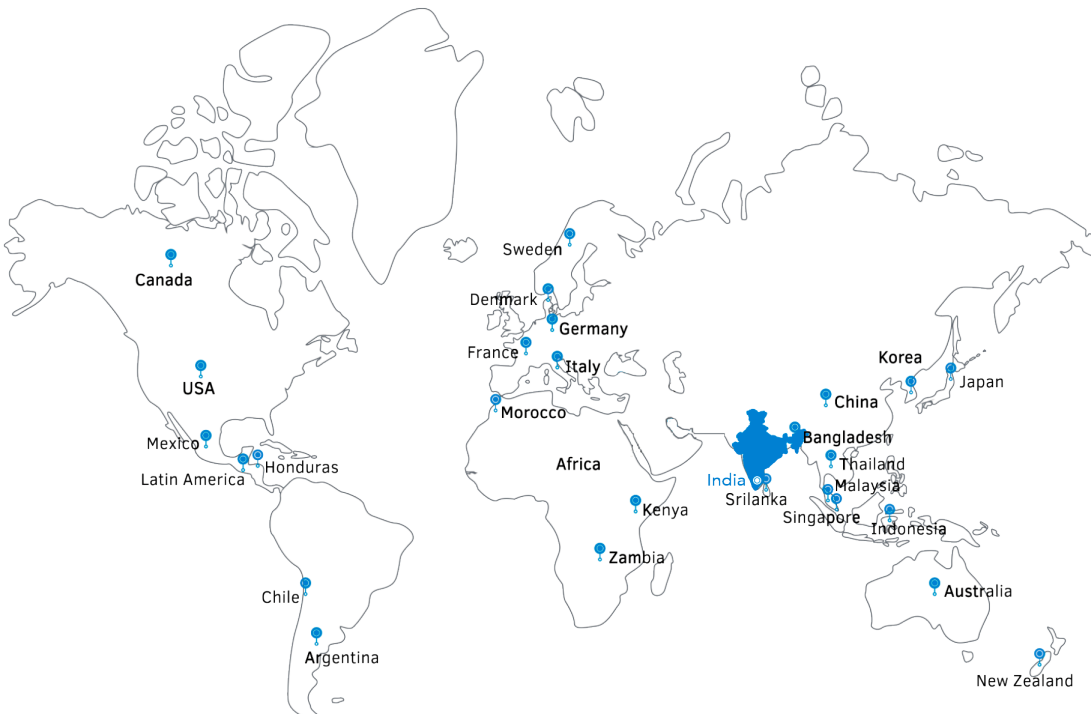 Sweden
Canada
Denmark
Germany
France
Korea
Italy
USA
Japan
China
Morocco
Mexico
Bangladesh
Africa
Thailand
Honduras
Latin America
India
Malaysia
Srilanka
Kenya
Singapore
Indonesia
Zambia
Australia
Chile
Argentina
New Zealand